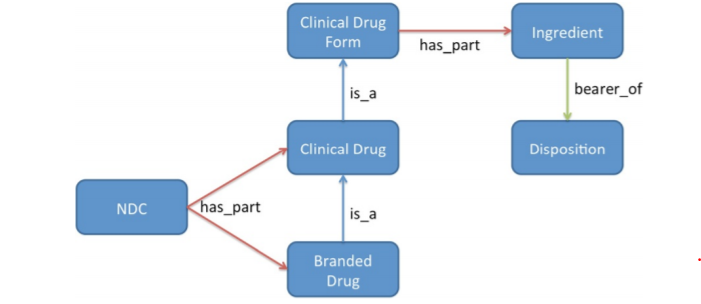 Clinical Drug
Form
has_part
Ingredient
is_a
bearer_of
Clinical Drug
Disposition
NDC
has_part
is_a
Branded
Drug